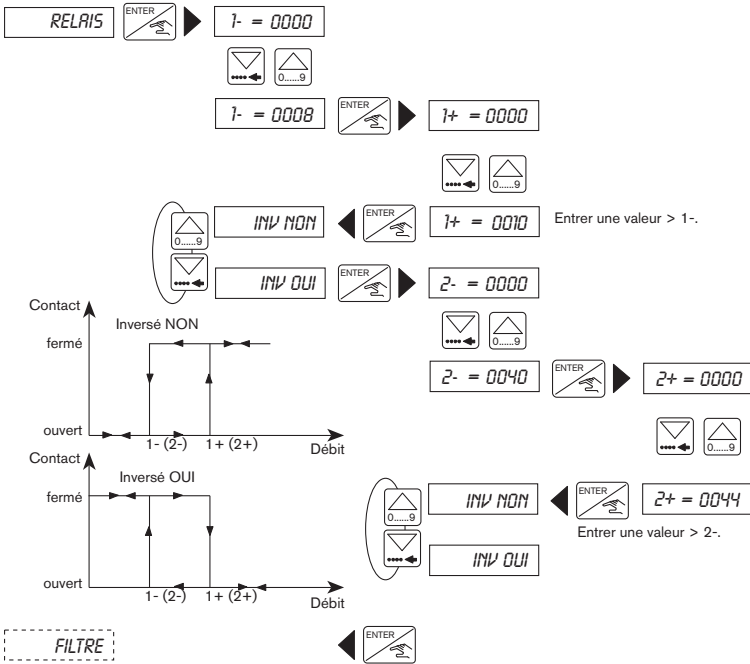 RELAIS ENTER 1- = 0000
0......9
1- = 0008 ENTER 1+ = 0000
0......9
0......9 INV NON ENTER 1+ = 0010 Entrer une valeur > 1-.
INV OUI ENTER 2- = 0000
Contact
Inversé NON
fermé
0......9
2- = 0040 ENTER 2+ = 0000
ouvert
1- (2-) 1+ (2+) Débit
0......9
Contact
Inversé OUI
fermé
0......9 INV NON ENTER 2+ = 0044
Entrer une valeur > 2-.
INV OUI
ouvert
1- (2-) 1+ (2+) Débit
FILTRE ENTER